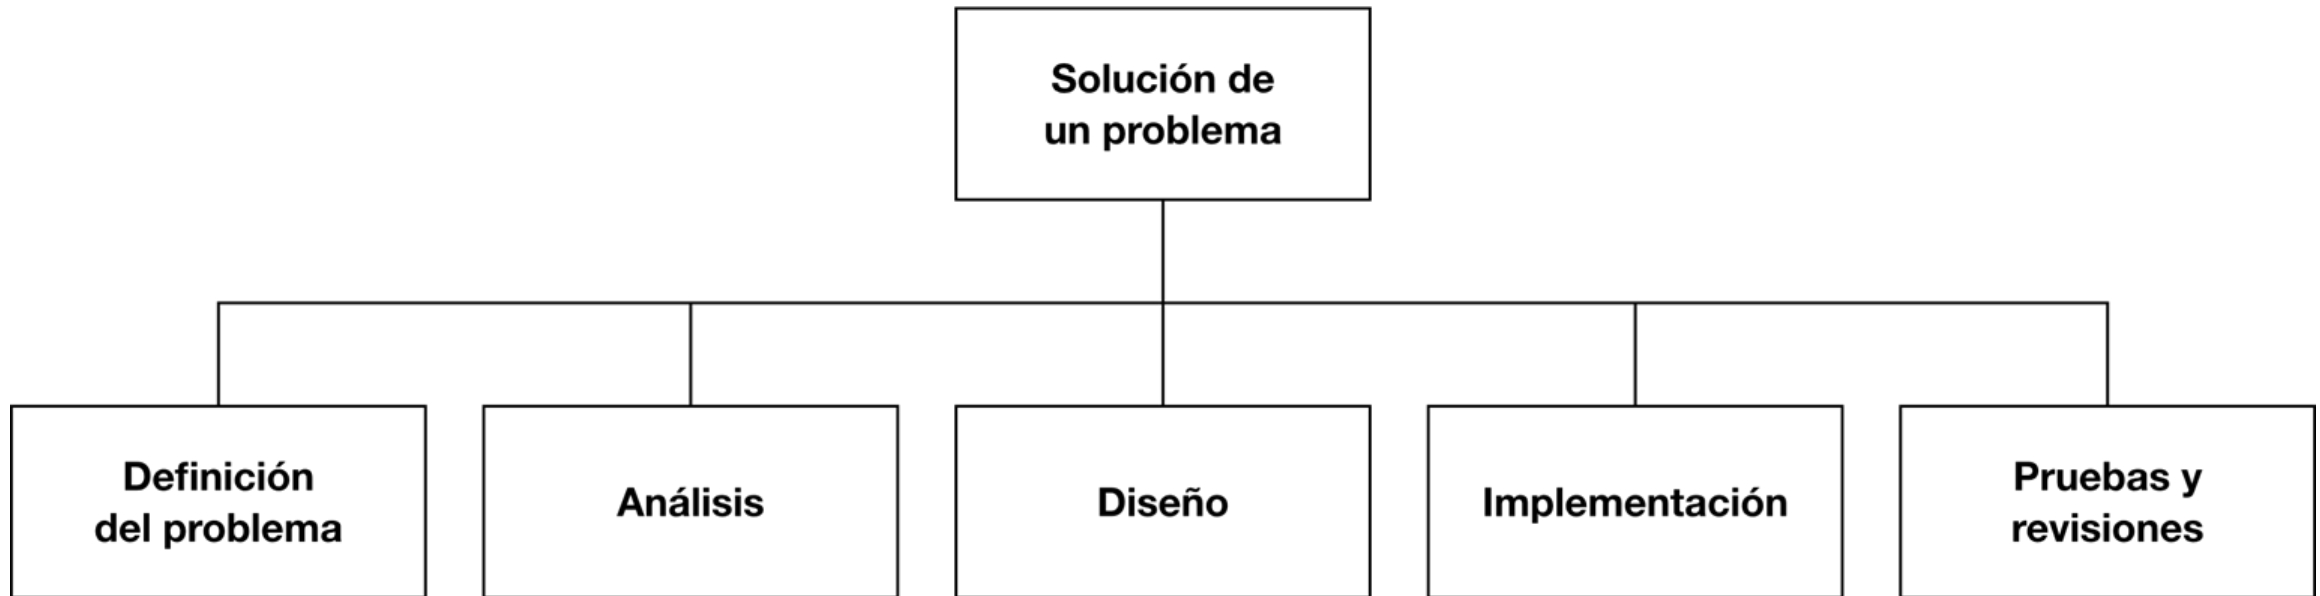 Solución de
un problema
Definición
del problema
Análisis
Diseño
Implementación
Pruebas y
revisiones